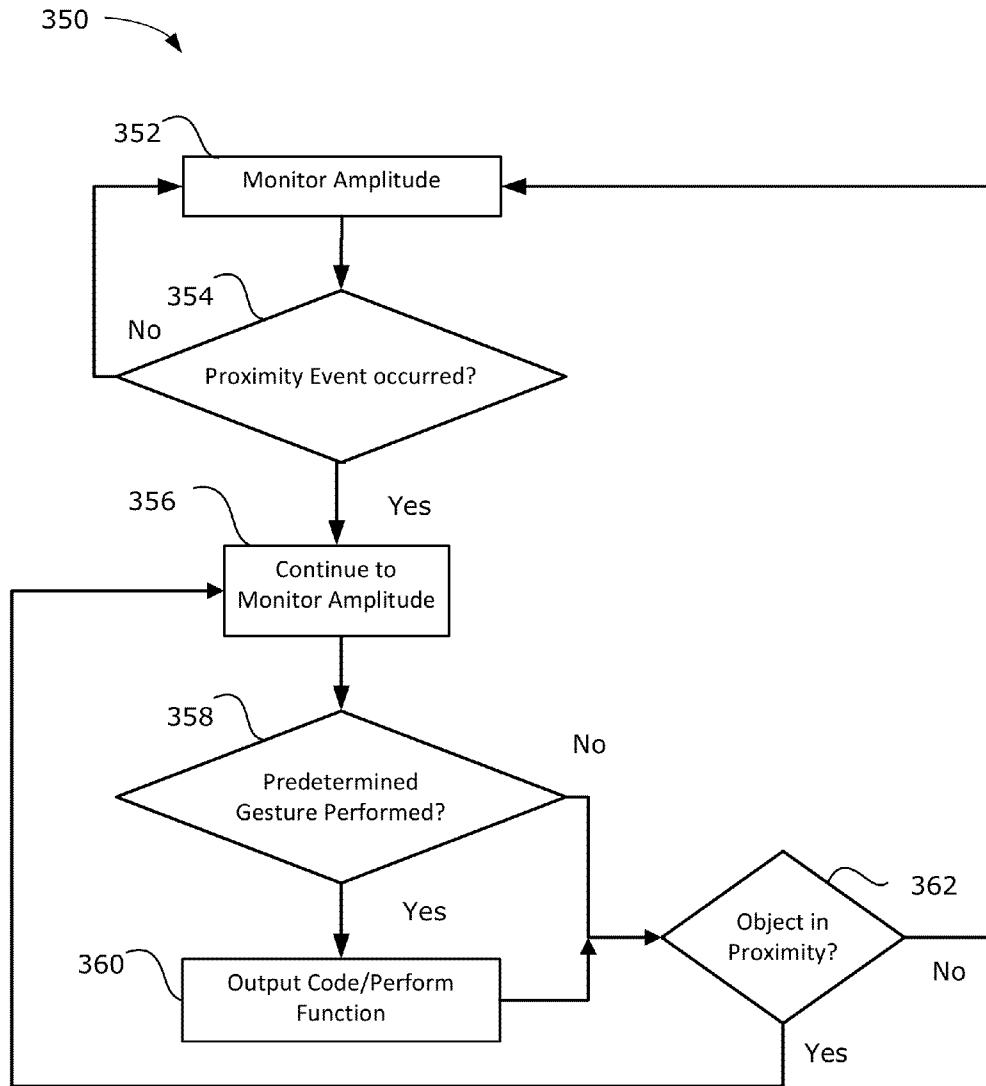 350
352
Monitor Amplitude
354
No
Proximity Event occurred?
356
Yes
Continue to
Monitor Amplitude
358
No
Predetermined
Gesture Performed?
362
Yes
Object in
Proximity?
360
Output Code/Perform
Function
No
Yes